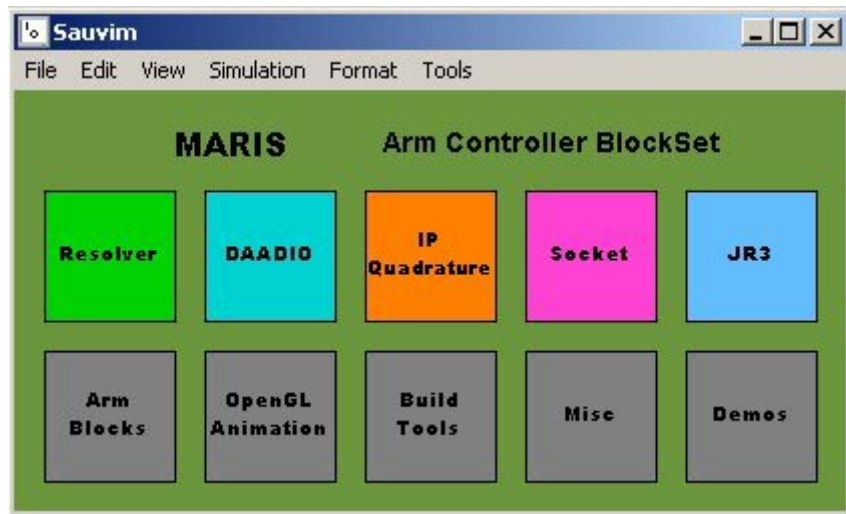 Sauvim
File Edit View Simulation Format Tools
MARIS Arm Controller BlockSet
Resolver
DAADIO
IP
Quadrature
Socket
JR3
Arm
Blocks
OpenGL
Animation
Build
Tools
Misc
Demos